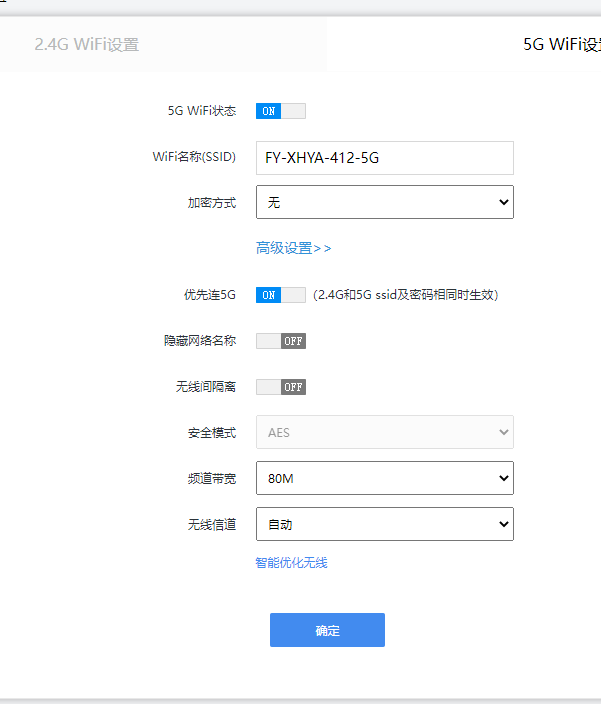 2.4G WiFi设置
5G WiFi设
5G WiFi状态 ON
WiFi名称(SSID) FY-XHYA-412-5G
加密方式 无
高级设置>>
优先连5G ON (2.4G和5G ssid及密码相同时生效)
隐藏网络名称 OFF
无线间隔离 OFF
安全模式 AES
频道带宽 80M
无线信道 自动
智能优化无线
确定